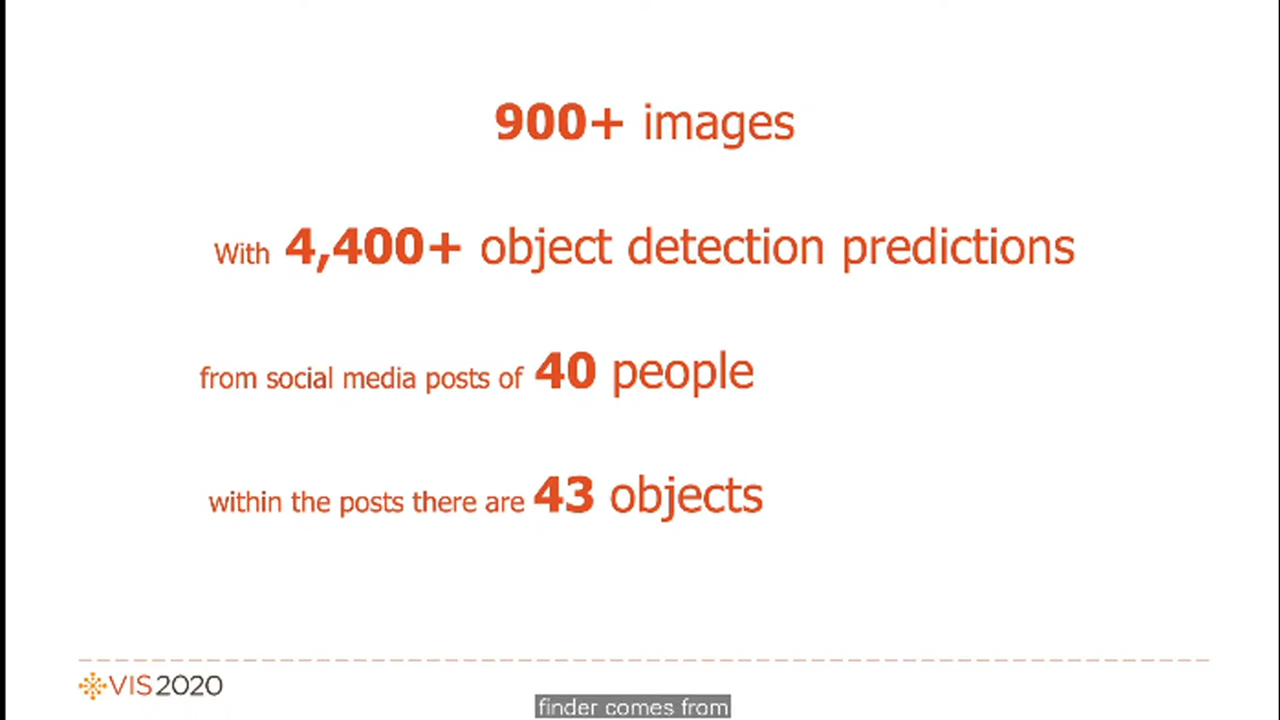 900+ images
With 4,400+ object detection predictions
from social media posts of 40 people
within the posts there are 43 objects
VIS2020
finder comes from